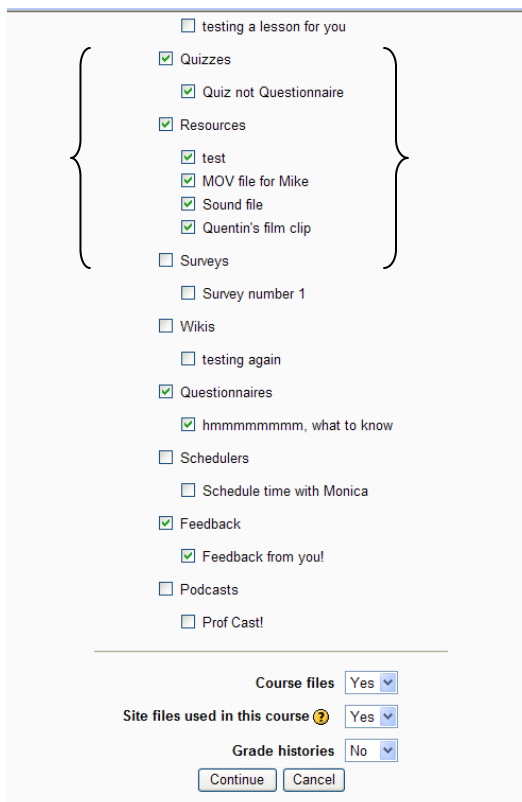 testing a lesson for you
Quizzes
Quiz not Questionnaire
Resources
test
MOV file for Mike
Sound file
Quentin's film clip
Surveys
Survey number 1
Wikis
testing again
Questionnaires
hmmmmmmmm, what to know
Schedulers
Schedule time with Monica
Feedback
Feedback from you!
Podcasts
Prof Cast!
Course files Yes
Site files used in this course ? Yes
Grade histories No
Continue Cancel